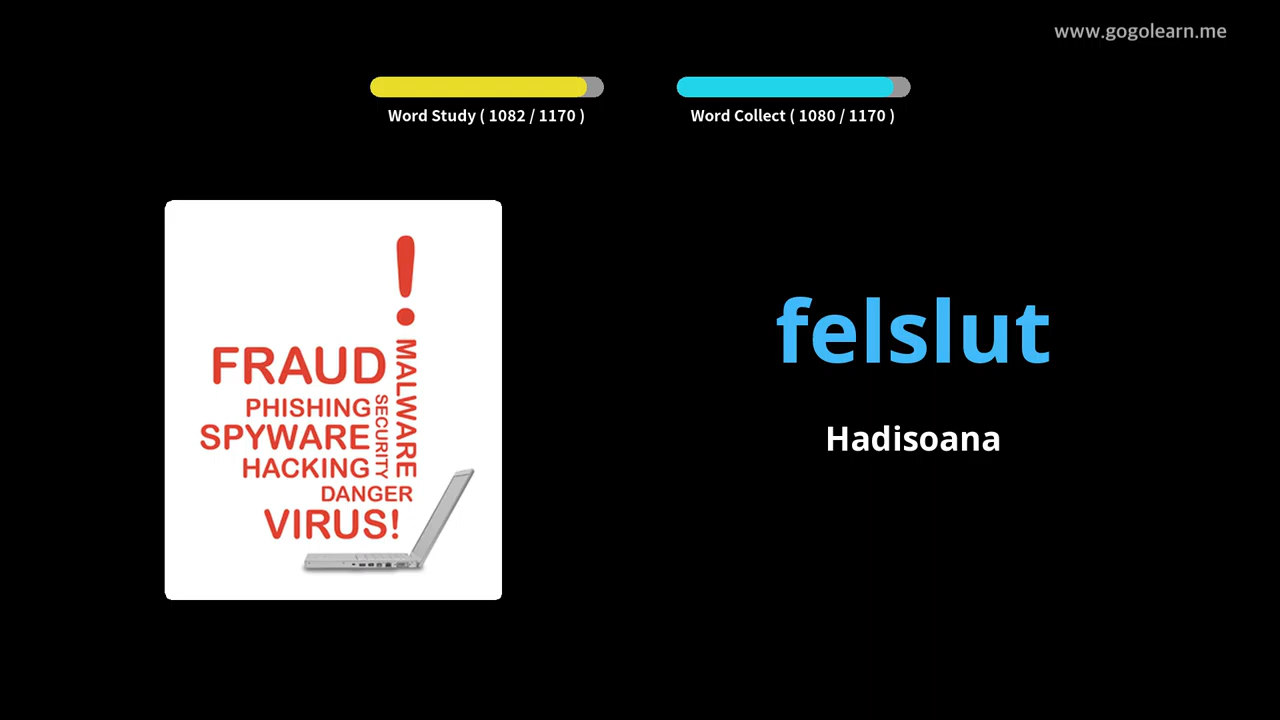 www.gogolearn.me
Word Study ( 1082 / 1170 )
Word Collect ( 1080 / 1170 )
!
FRAUD
PHISHING
SPYWARE
HACKING
DANGER
VIRUS!
SECURITY
MALWARE
felslut
Hadisoana